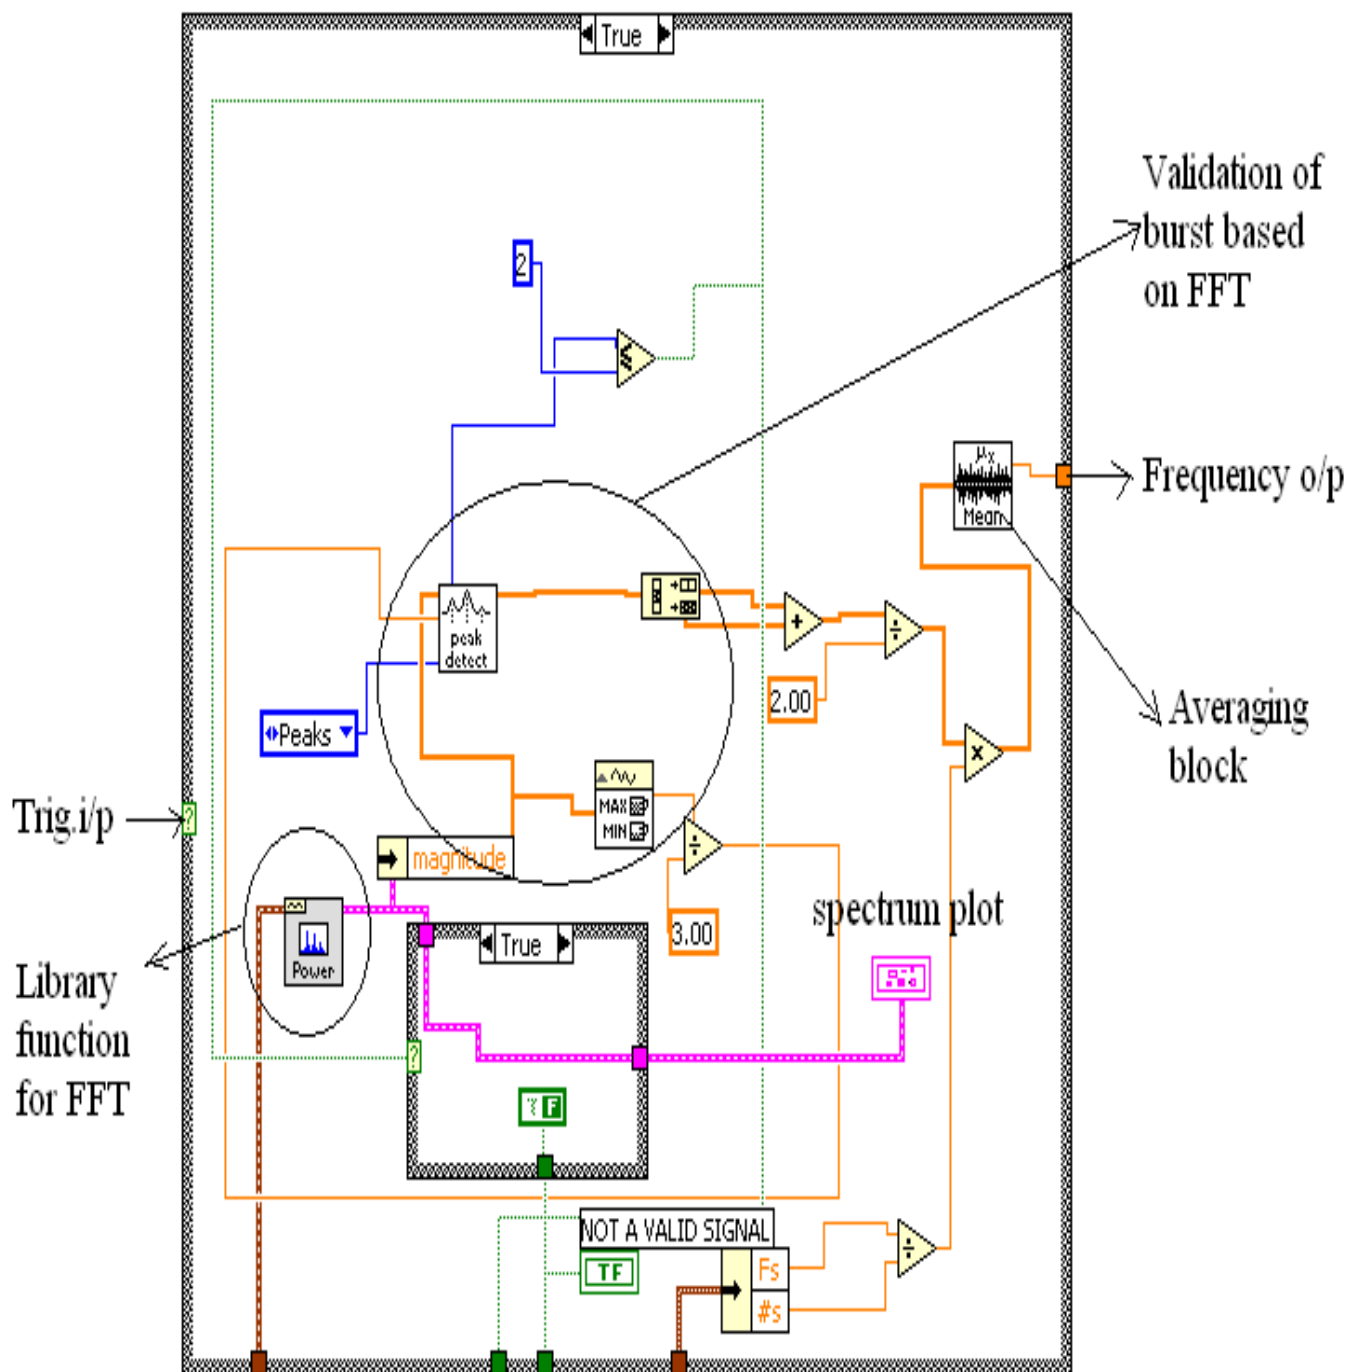 True
Validation of
burst based
on FFT
2
μx
Mean
Frequency o/p
peak
detect
2.00
Peaks
Averaging
block
MAX
MIN
Trig.i/p
?
÷
+
÷
x
magnitude
÷
3.00
spectrum plot
True
Power
Library
function
for FFT
?
F
NOT A VALID SIGNAL
TF
Fs
#s
÷